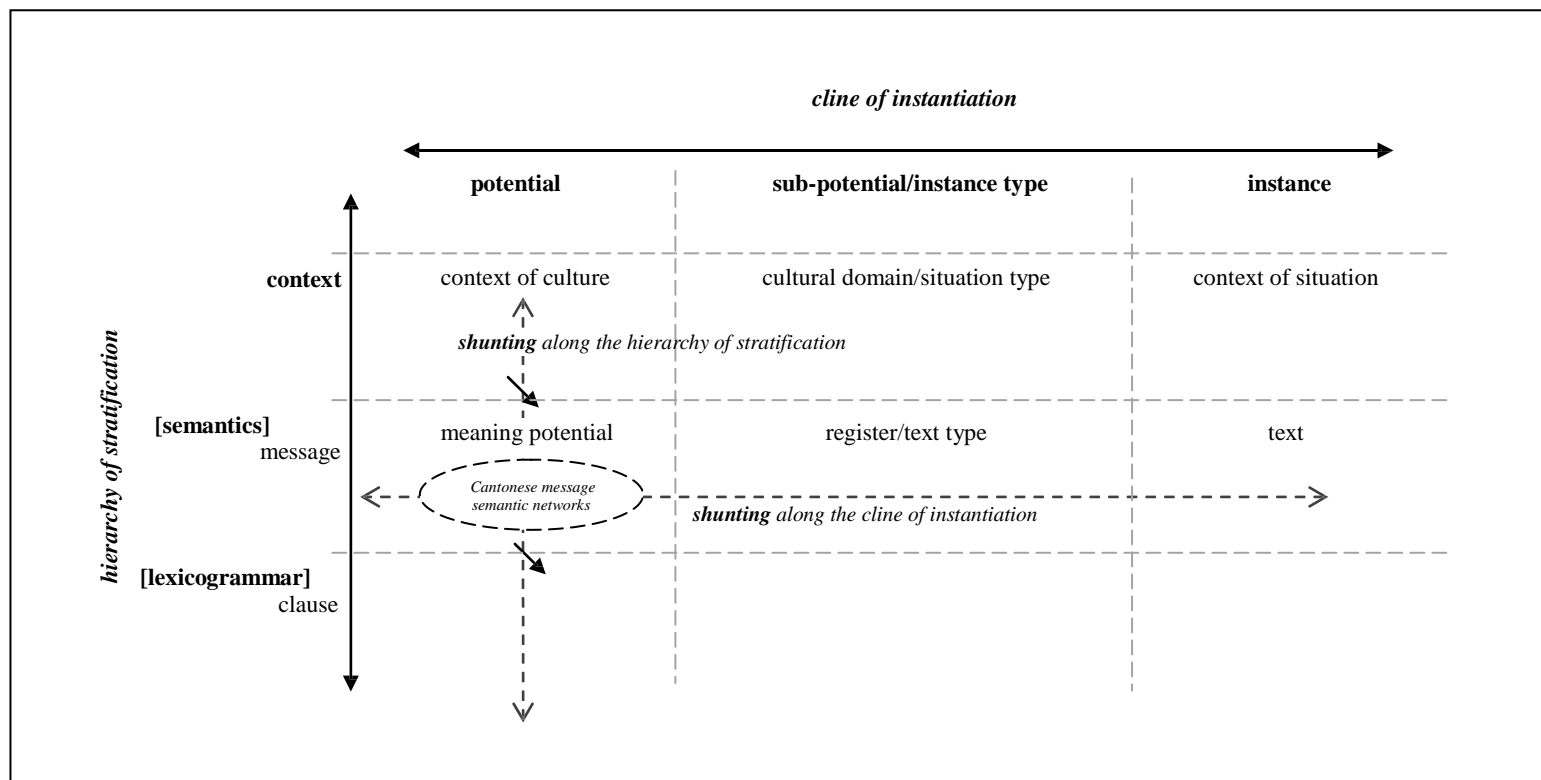 cline of instantiation
potential
sub-potential/instance type
instance
context
context of culture
cultural domain/situation type
context of situation
shunting along the hierarchy of stratification
hierarchy of stratification
[semantics]
message
meaning potential
register/text type
text
Cantonese message
semantic networks
shunting along the cline of instantiation
[lexicogrammar]
clause